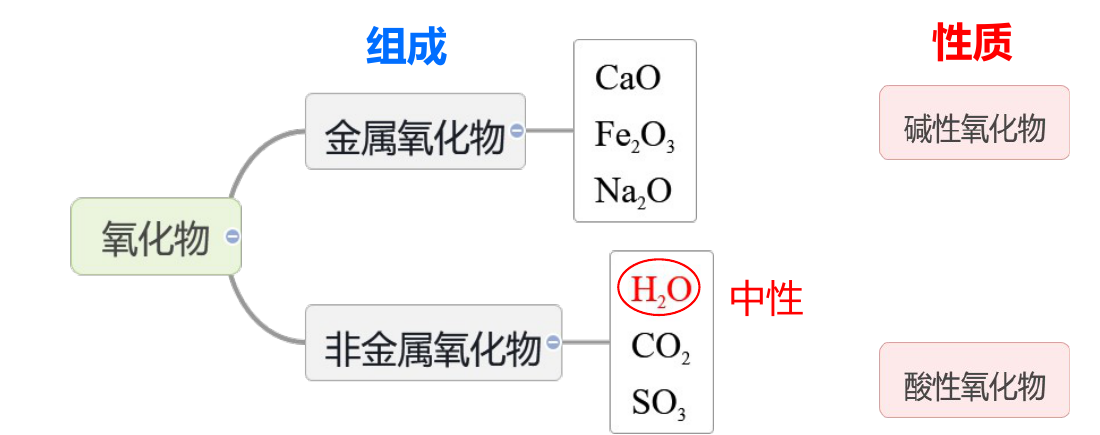 组成
性质
氧化物
金属氧化物
CaO
Fe₂O₃
Na₂O
碱性氧化物
非金属氧化物
H₂O
中性
CO₂
SO₃
酸性氧化物